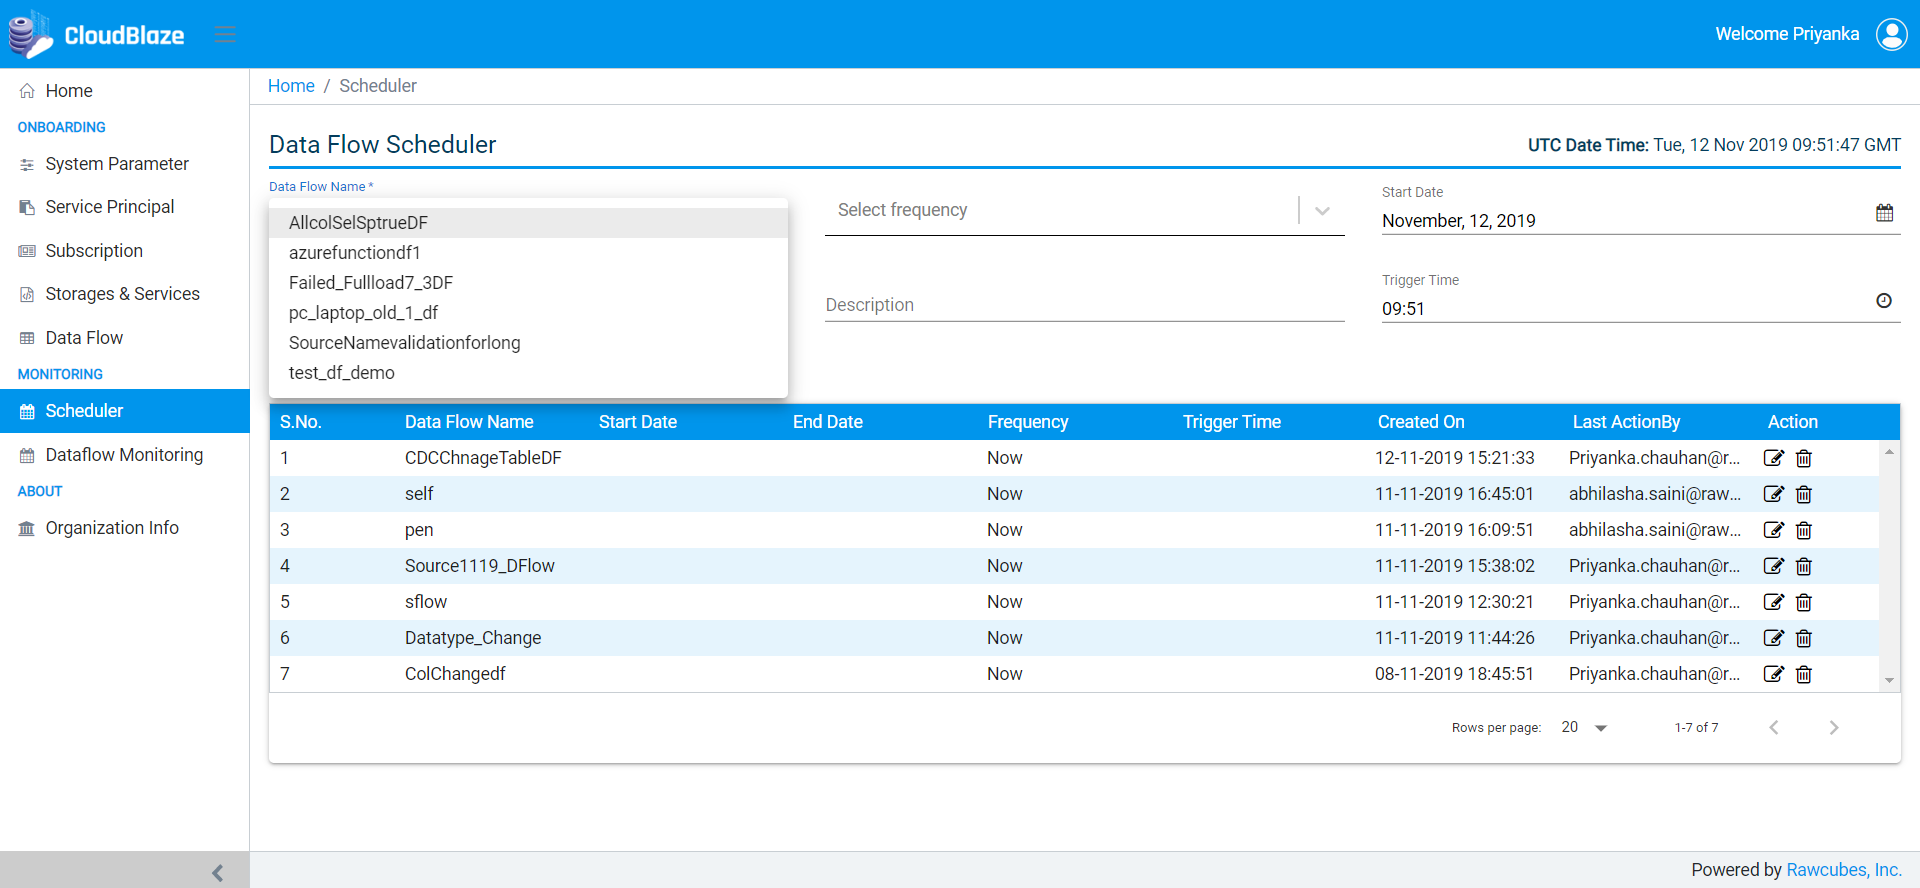 CloudBlaze
Welcome Priyanka
Home
ONBOARDING
System Parameter
Service Principal
Subscription
Storages & Services
Data Flow
MONITORING
Scheduler
Dataflow Monitoring
ABOUT
Organization Info
Home / Scheduler
Data Flow Scheduler
UTC Date Time: Tue, 12 Nov 2019 09:51:47 GMT
Data Flow Name *
AllcolSelSptrueDF
azurefunctiondf1
Failed_Fullload7_3DF
pc_laptop_old_1_df
SourceNamevalidationforlong
test_df_demo
Select frequency
Start Date
November, 12, 2019
Description
Trigger Time
09:51
S.No. Data Flow Name Start Date End Date Frequency Trigger Time Created On Last ActionBy Action
1 CDCChnageTableDF Now 12-11-2019 15:21:33 Priyanka.chauhan@r...
2 self Now 11-11-2019 16:45:01 abhilasha.saini@raw...
3 pen Now 11-11-2019 16:09:51 abhilasha.saini@raw...
4 Source1119_DFlow Now 11-11-2019 15:38:02 Priyanka.chauhan@r...
5 sflow Now 11-11-2019 12:30:21 Priyanka.chauhan@r...
6 Datatype_Change Now 11-11-2019 11:44:26 Priyanka.chauhan@r...
7 ColChangedf Now 08-11-2019 18:45:51 Priyanka.chauhan@r...
Rows per page: 20 1-7 of 7
Powered by Rawcubes, Inc.